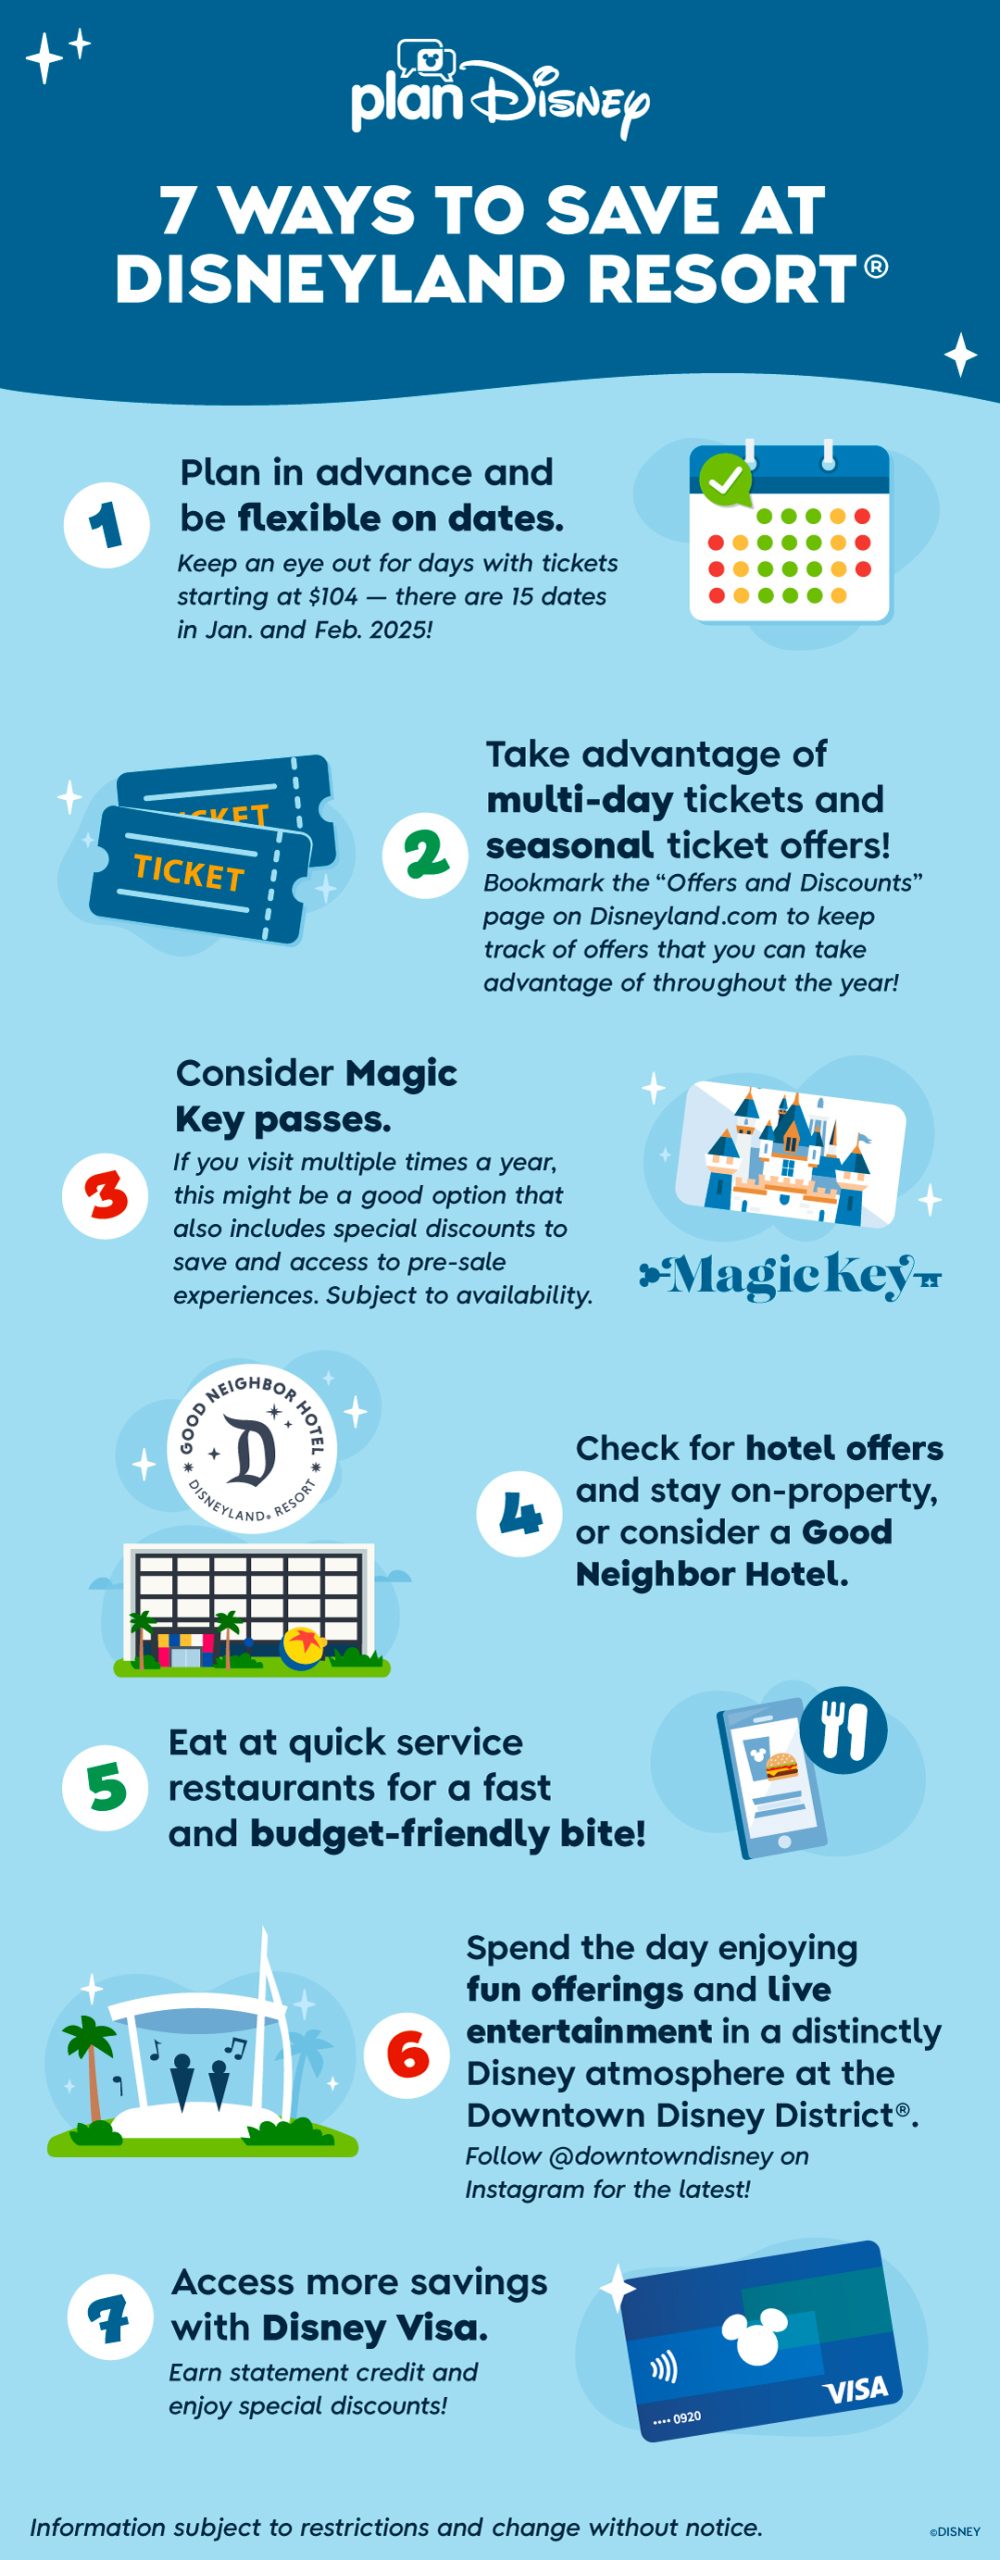 plan Disney
7 WAYS TO SAVE AT
DISNEYLAND RESORT®
1
Plan in advance and
be flexible on dates.
Keep an eye out for days with tickets
starting at $104 — there are 15 dates
in Jan. and Feb. 2025!
TICKET
TICKET
2
Take advantage of
multi-day tickets and
seasonal ticket offers!
Bookmark the “Offers and Discounts”
page on Disneyland.com to keep
track of offers that you can take
advantage of throughout the year!
3
Consider Magic
Key passes.
If you visit multiple times a year,
this might be a good option that
also includes special discounts to
save and access to pre-sale
experiences. Subject to availability.
Magic Key
GOOD NEIGHBOR HOTEL
D
DISNEYLAND® RESORT
4
Check for hotel offers
and stay on-property,
or consider a Good
Neighbor Hotel.
5
Eat at quick service
restaurants for a fast
and budget-friendly bite!
6
Spend the day enjoying
fun offerings and live
entertainment in a distinctly
Disney atmosphere at the
Downtown Disney District®.
Follow @downtowndisney on
Instagram for the latest!
7
Access more savings
with Disney Visa.
Earn statement credit and
enjoy special discounts!
VISA
•••• 0920
Information subject to restrictions and change without notice.
©DISNEY